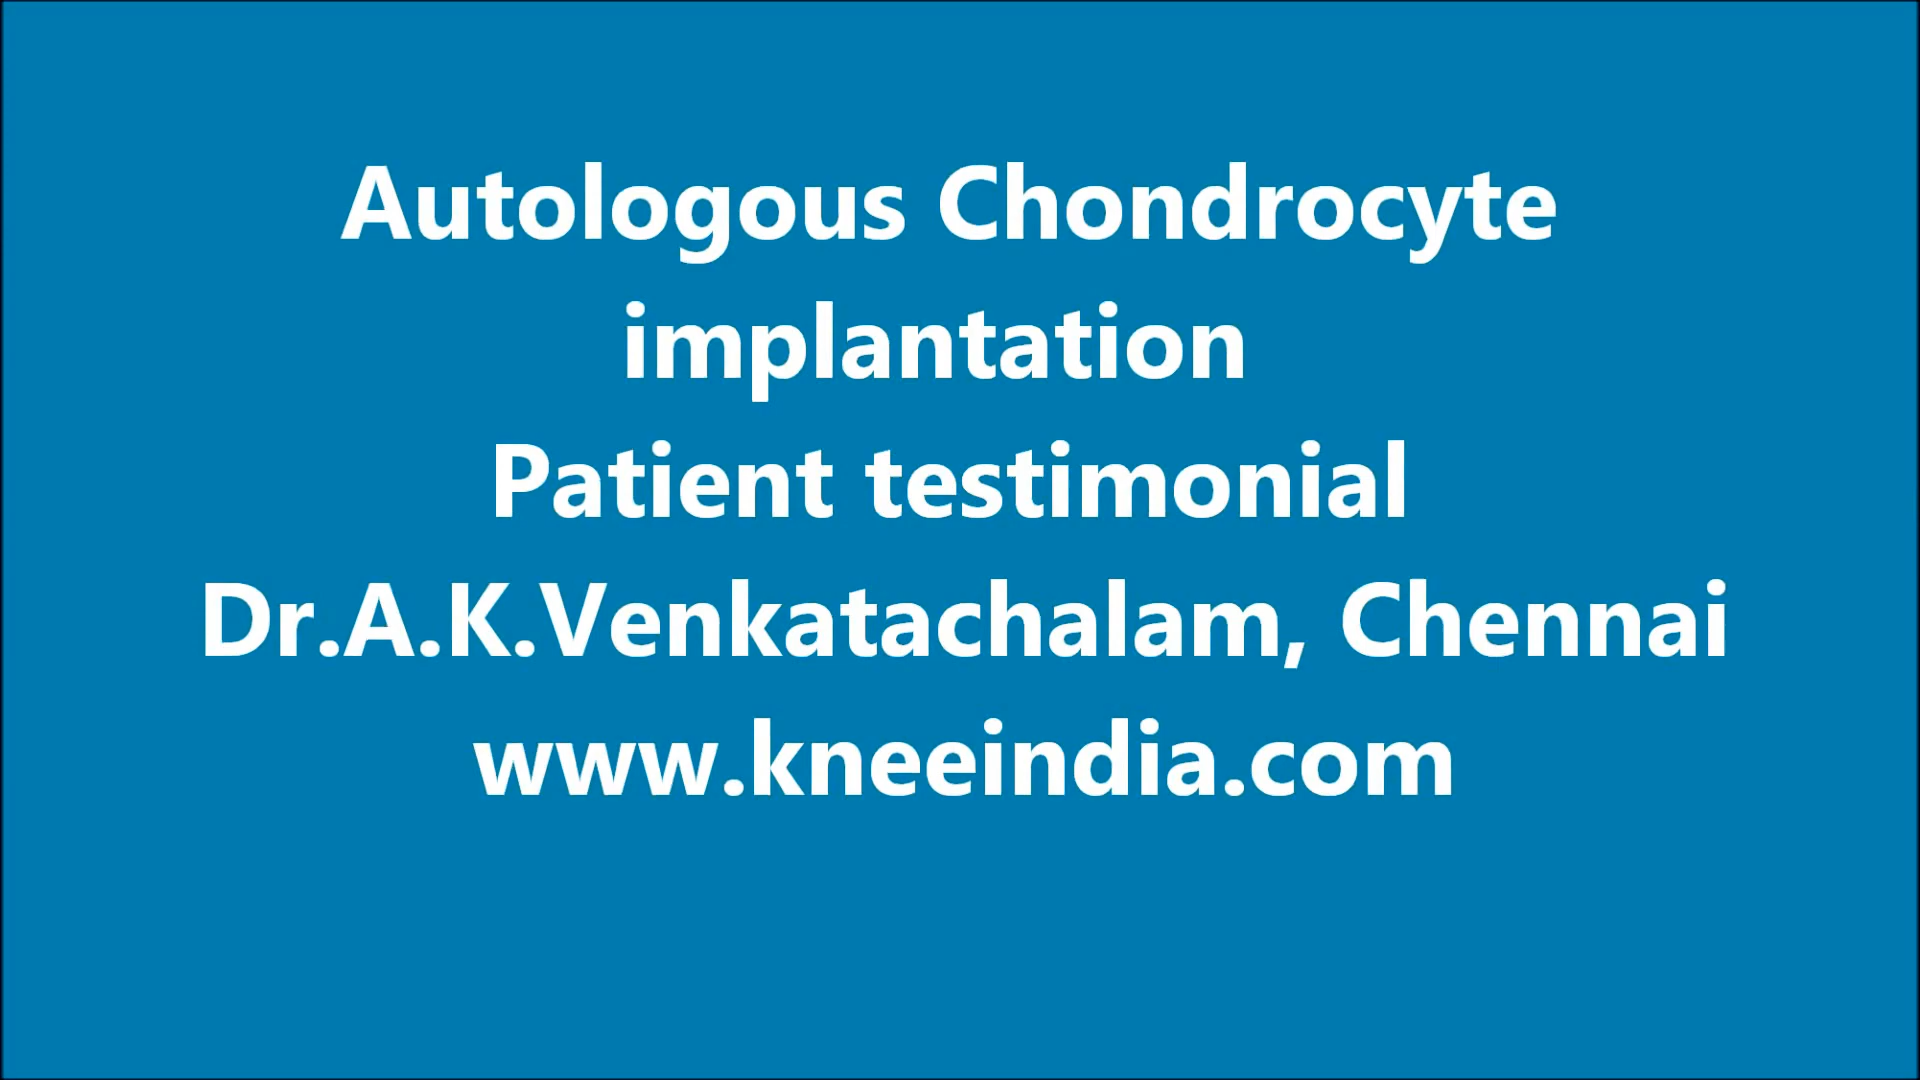 Autologous Chondrocyte
implantation
Patient testimonial
Dr.A.K.Venkatachalam, Chennai
www.kneeindia.com